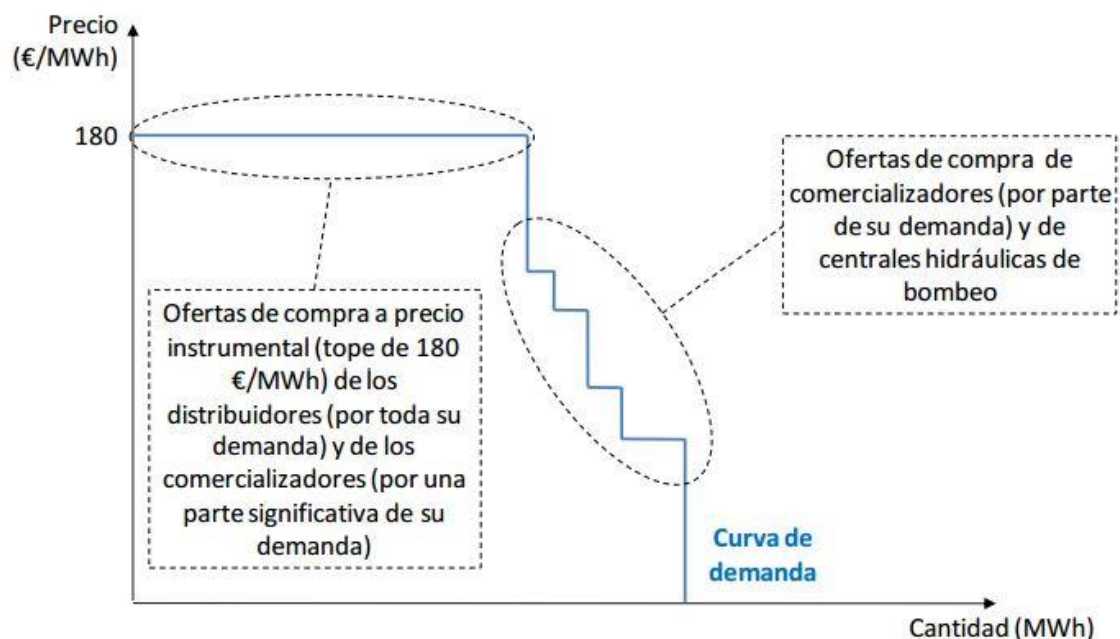 Precio
(€/MWh)
180
Ofertas de compra de
comercializadores (por parte
de su demanda) y de
centrales hidráulicas de
bombeo
Ofertas de compra a precio
instrumental (tope de 180
€/MWh) de los
distribuidores (por toda su
demanda) y de los
comercializadores (por una
parte significativa de su
demanda)
Curva de
demanda
Cantidad (MWh)